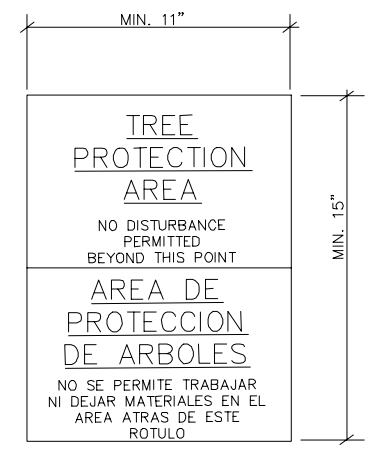 MIN. 11"
TREE
PROTECTION
AREA
NO DISTURBANCE
PERMITTED
BEYOND THIS POINT
MIN. 15"
AREA DE
PROTECCION
DE ARBOLES
NO SE PERMITE TRABAJAR
NI DEJAR MATERIALES EN EL
AREA ATRAS DE ESTE
ROTULO